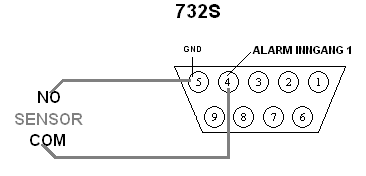 732S
GND
ALARM INNGANG 1
5 4 3 2 1
NO
SENSOR
COM
9 8 7 6